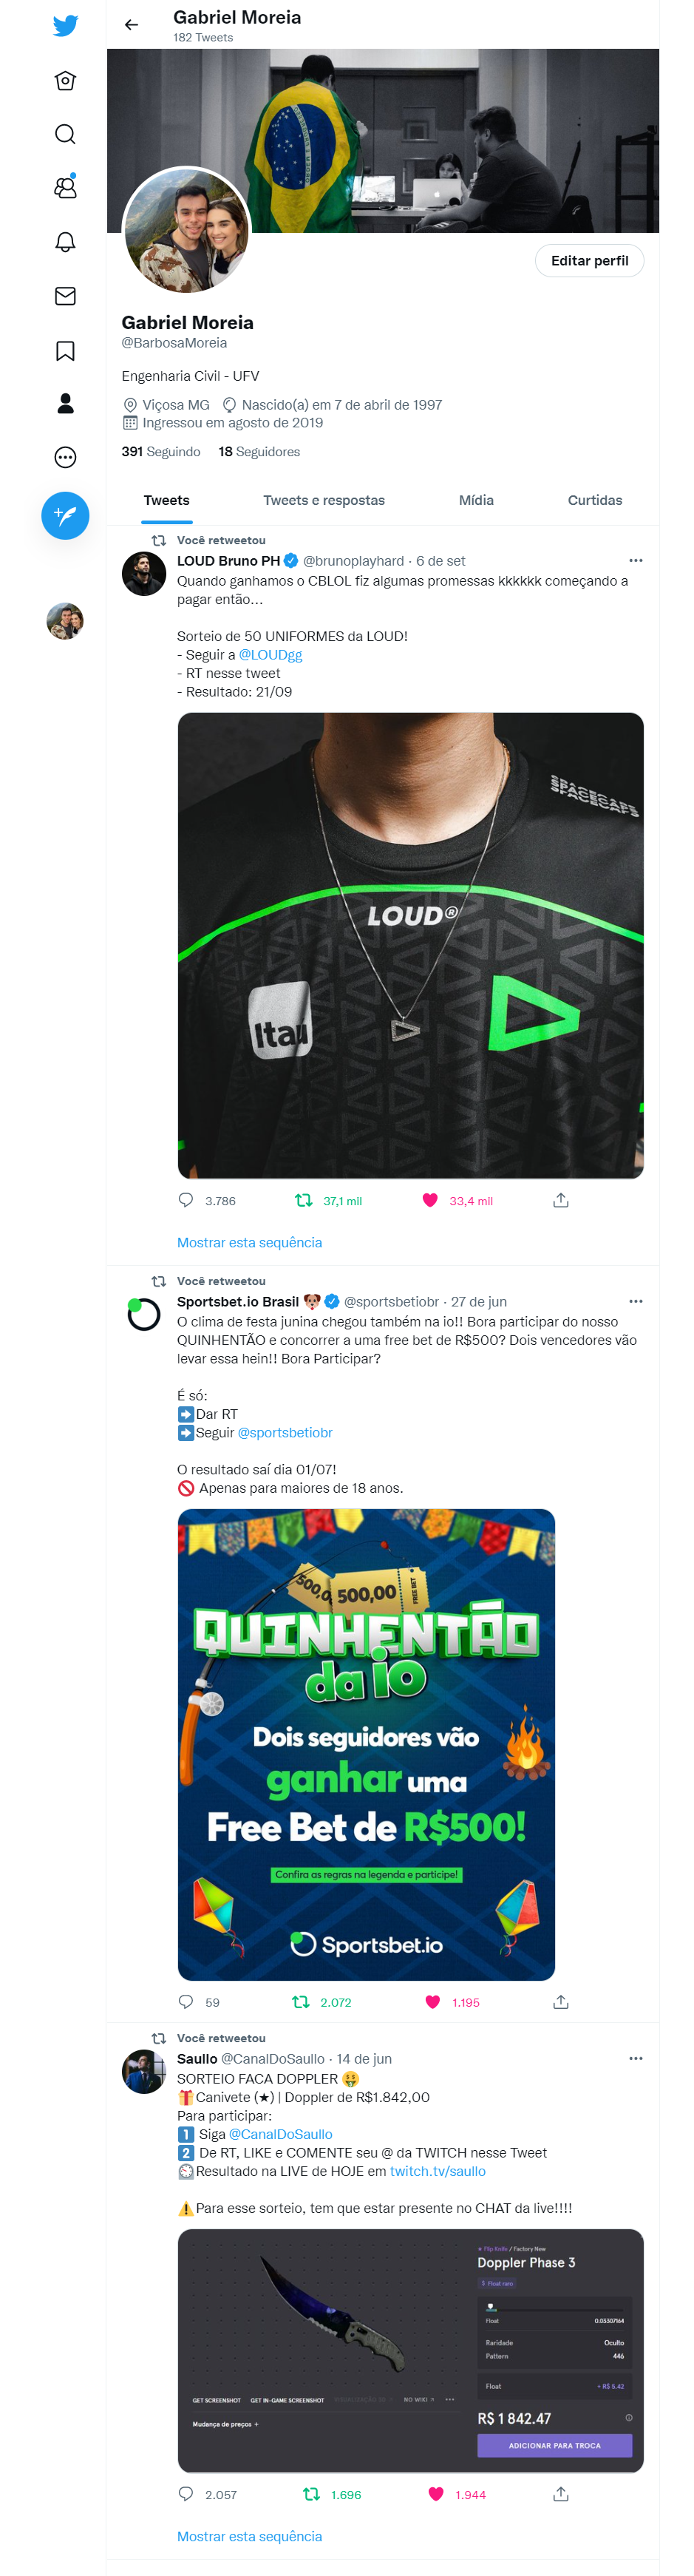 Gabriel Moreia
182 Tweets
Editar perfil
Gabriel Moreia
@BarbosaMoreia
Engenharia Civil - UFV
Viçosa MG Nascido(a) em 7 de abril de 1997
Ingressou em agosto de 2019
391 Seguindo 18 Seguidores
Tweets Tweets e respostas Mídia Curtidas
Você retweetou
LOUD Bruno PH @brunoplayhard · 6 de set
Quando ganhamos o CBLOL fiz algumas promessas kkkkkk começando a
pagar então...
Sorteio de 50 UNIFORMES da LOUD!
- Seguir a @LOUDgg
- RT nesse tweet
- Resultado: 21/09
SPACECAPS
SPACECAPS
LOUD®
Itaú
3.786 37,1 mil 33,4 mil
Mostrar esta sequência
Você retweetou
Sportsbet.io Brasil 🐶 @sportsbetiobr · 27 de jun
O clima de festa junina chegou também na io!! Bora participar do nosso
QUINHENTÃO e concorrer a uma free bet de R$500? Dois vencedores vão
levar essa hein!! Bora Participar?
É só:
➡️Dar RT
➡️Seguir @sportsbetiobr
O resultado saí dia 01/07!
🚫 Apenas para maiores de 18 anos.
500,0
500,00
FREE BET
QUINHENTÃO
da io
Dois seguidores vão
ganhar uma
Free Bet de R$500!
Confira as regras na legenda e participe!
Sportsbet.io
59 2.072 1.195
Você retweetou
Saullo @CanalDoSaullo · 14 de jun
SORTEIO FACA DOPPLER 🤑
🎁Canivete (★) | Doppler de R$1.842,00
Para participar:
1️⃣ Siga @CanalDoSaullo
2️⃣ De RT, LIKE e COMENTE seu @ da TWITCH nesse Tweet
⏲️Resultado na LIVE de HOJE em twitch.tv/saullo
⚠️Para esse sorteio, tem que estar presente no CHAT da live!!!!
★ Flip Knife / Factory New
Doppler Phase 3
Float raro
Float 0.03307164
Raridade Oculto
Pattern 446
Float + R$ 5.42
GET SCREENSHOT GET IN-GAME SCREENSHOT NO WIKI
Mudança de preços +
R$ 1 842.47
ADICIONAR PARA TROCA
2.057 1.696 1.944
Mostrar esta sequência